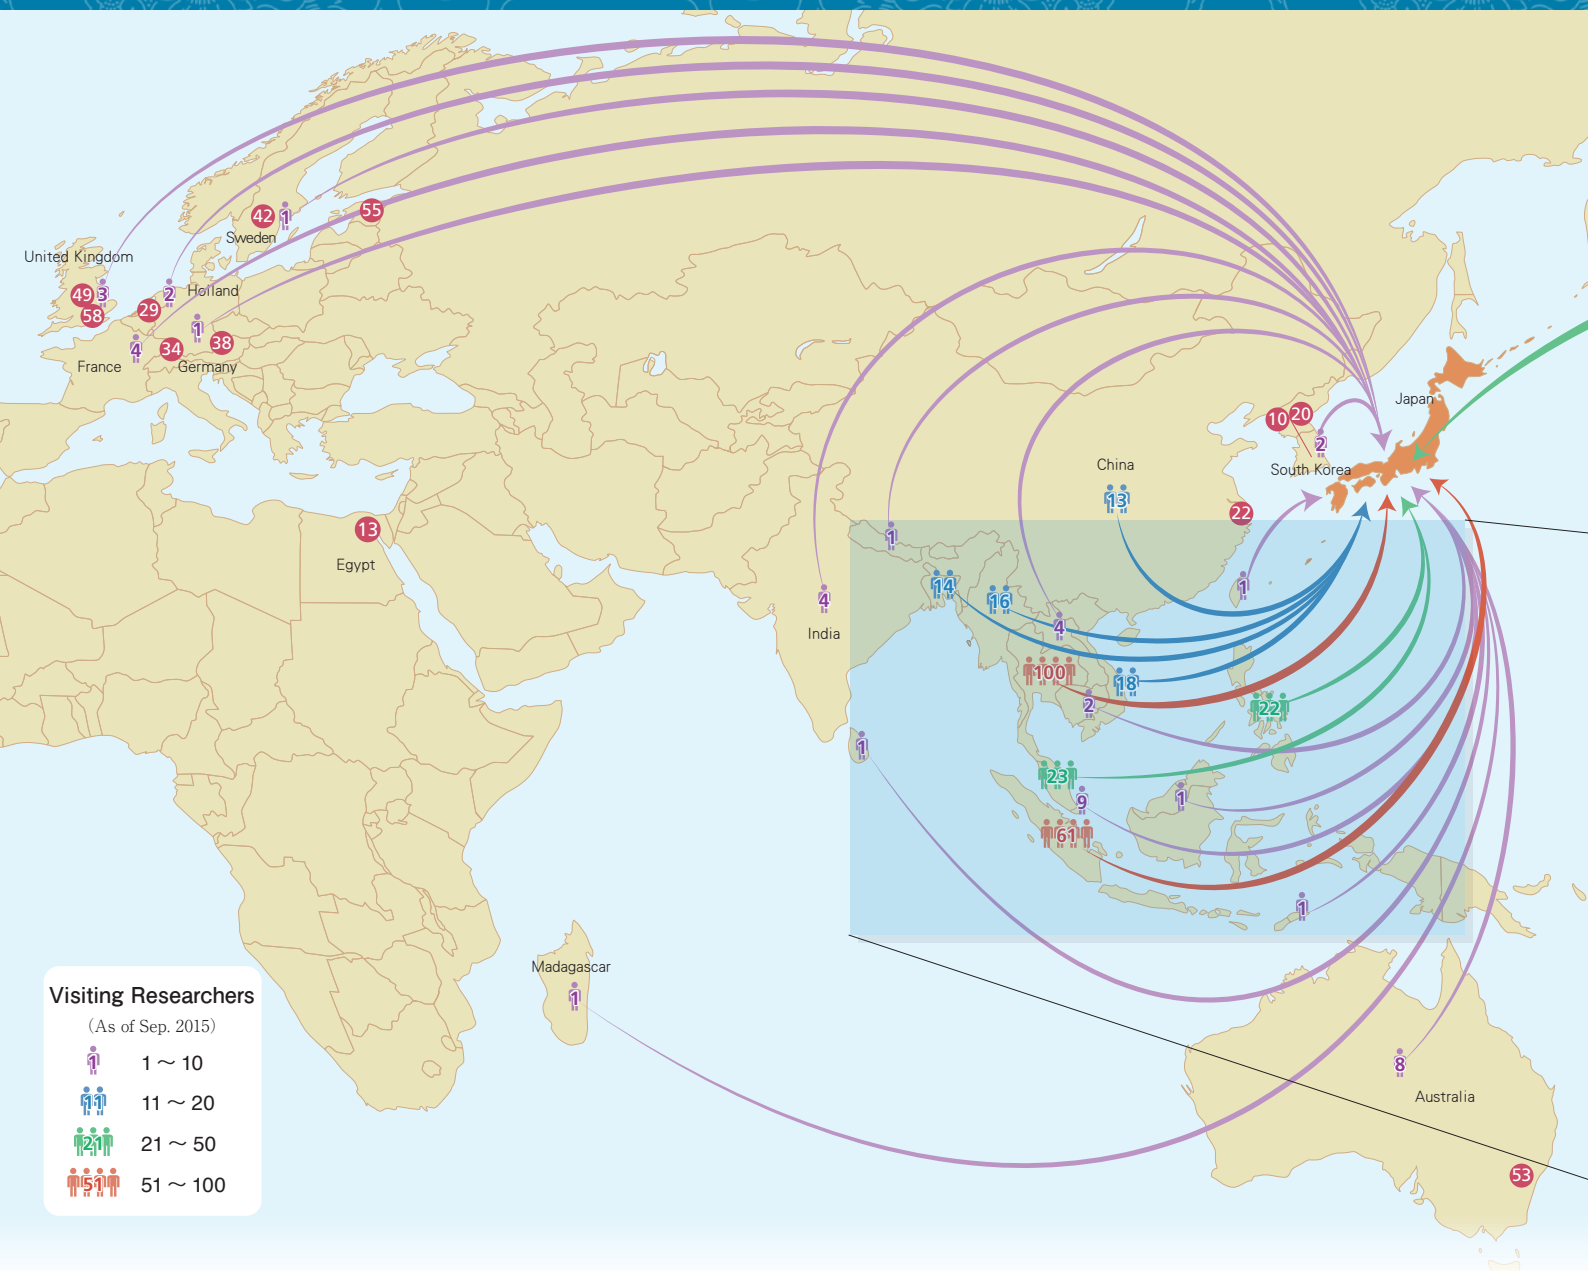 42
1
55
Sweden
United Kingdom
49
3
58
2
Holland
29
1
4
34
38
France
Germany
Japan
10
20
2
South Korea
China
13
22
13
Egypt
1
14
16
1
4
India
4
100
18
2
22
1
23
9
1
61
1
Madagascar
1
8
Australia
53
Visiting Researchers
(As of Sep. 2015)
1 1～10
11 11～20
21 21～50
51 51～100